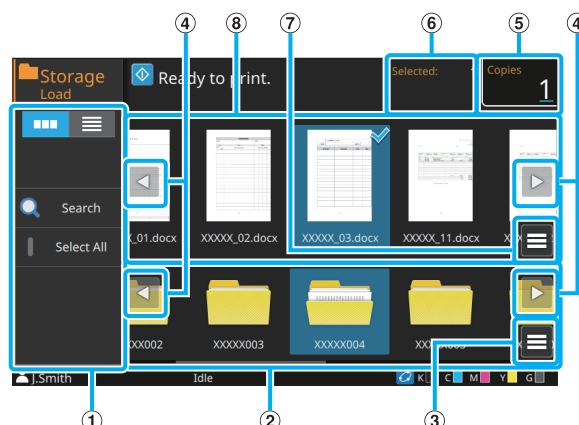 ④ ⑧ ⑦ ⑥ ⑤ ④
Storage
Load
Ready to print.
Selected:
Copies
1
Search
Select All
_01.docx XXXXX_02.docx XXXXX_03.docx XXXXX_11.docx
XX002 XXXXX003 XXXXX004
J.Smith Idle K C M Y G
① ② ③